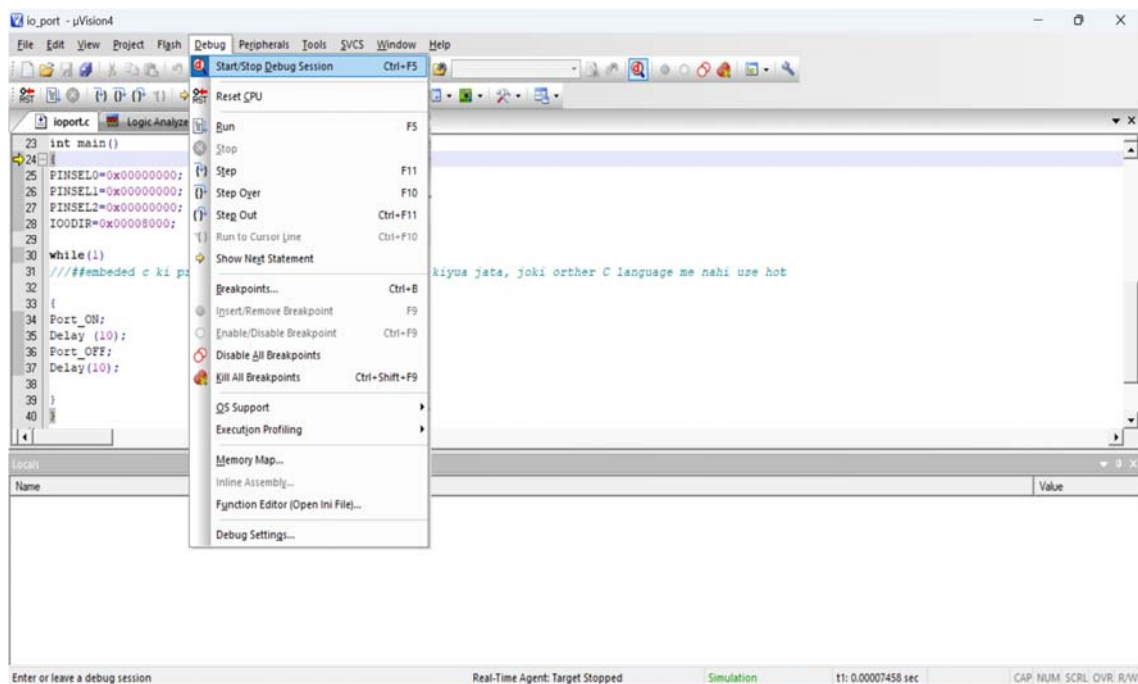 io_port - µVision4
File Edit View Project Flash Debug Peripherals Tools SVCS Window Help
Start/Stop Debug Session Ctrl+F5
Reset CPU
Run F5
Stop
Step F11
Step Over F10
Step Out Ctrl+F11
Run to Cursor Line Ctrl+F10
Show Next Statement
Breakpoints... Ctrl+B
Insert/Remove Breakpoint F9
Enable/Disable Breakpoint Ctrl+F9
Disable All Breakpoints
Kill All Breakpoints Ctrl+Shift+F9
OS Support
Execution Profiling
Memory Map...
Inline Assembly...
Function Editor (Open Ini File)...
Debug Settings...
RST
RST
ioport.c Logic Analyze
23 int main()
24 {
25 PINSEL0=0x00000000;
26 PINSEL1=0x00000000;
27 PINSEL2=0x00000000;
28 IO0DIR=0x00008000;
29
30 while(1)
31 ///##embeded c ki p kiyua jata, joki orther C language me nahi use hot
32
33 {
34 Port_ON;
35 Delay (10);
36 Port_OFF;
37 Delay(10);
38
39 }
40 }
Locals
Name Value
Enter or leave a debug session Real-Time Agent: Target Stopped Simulation t1: 0.00007458 sec CAP NUM SCRL OVR R/W